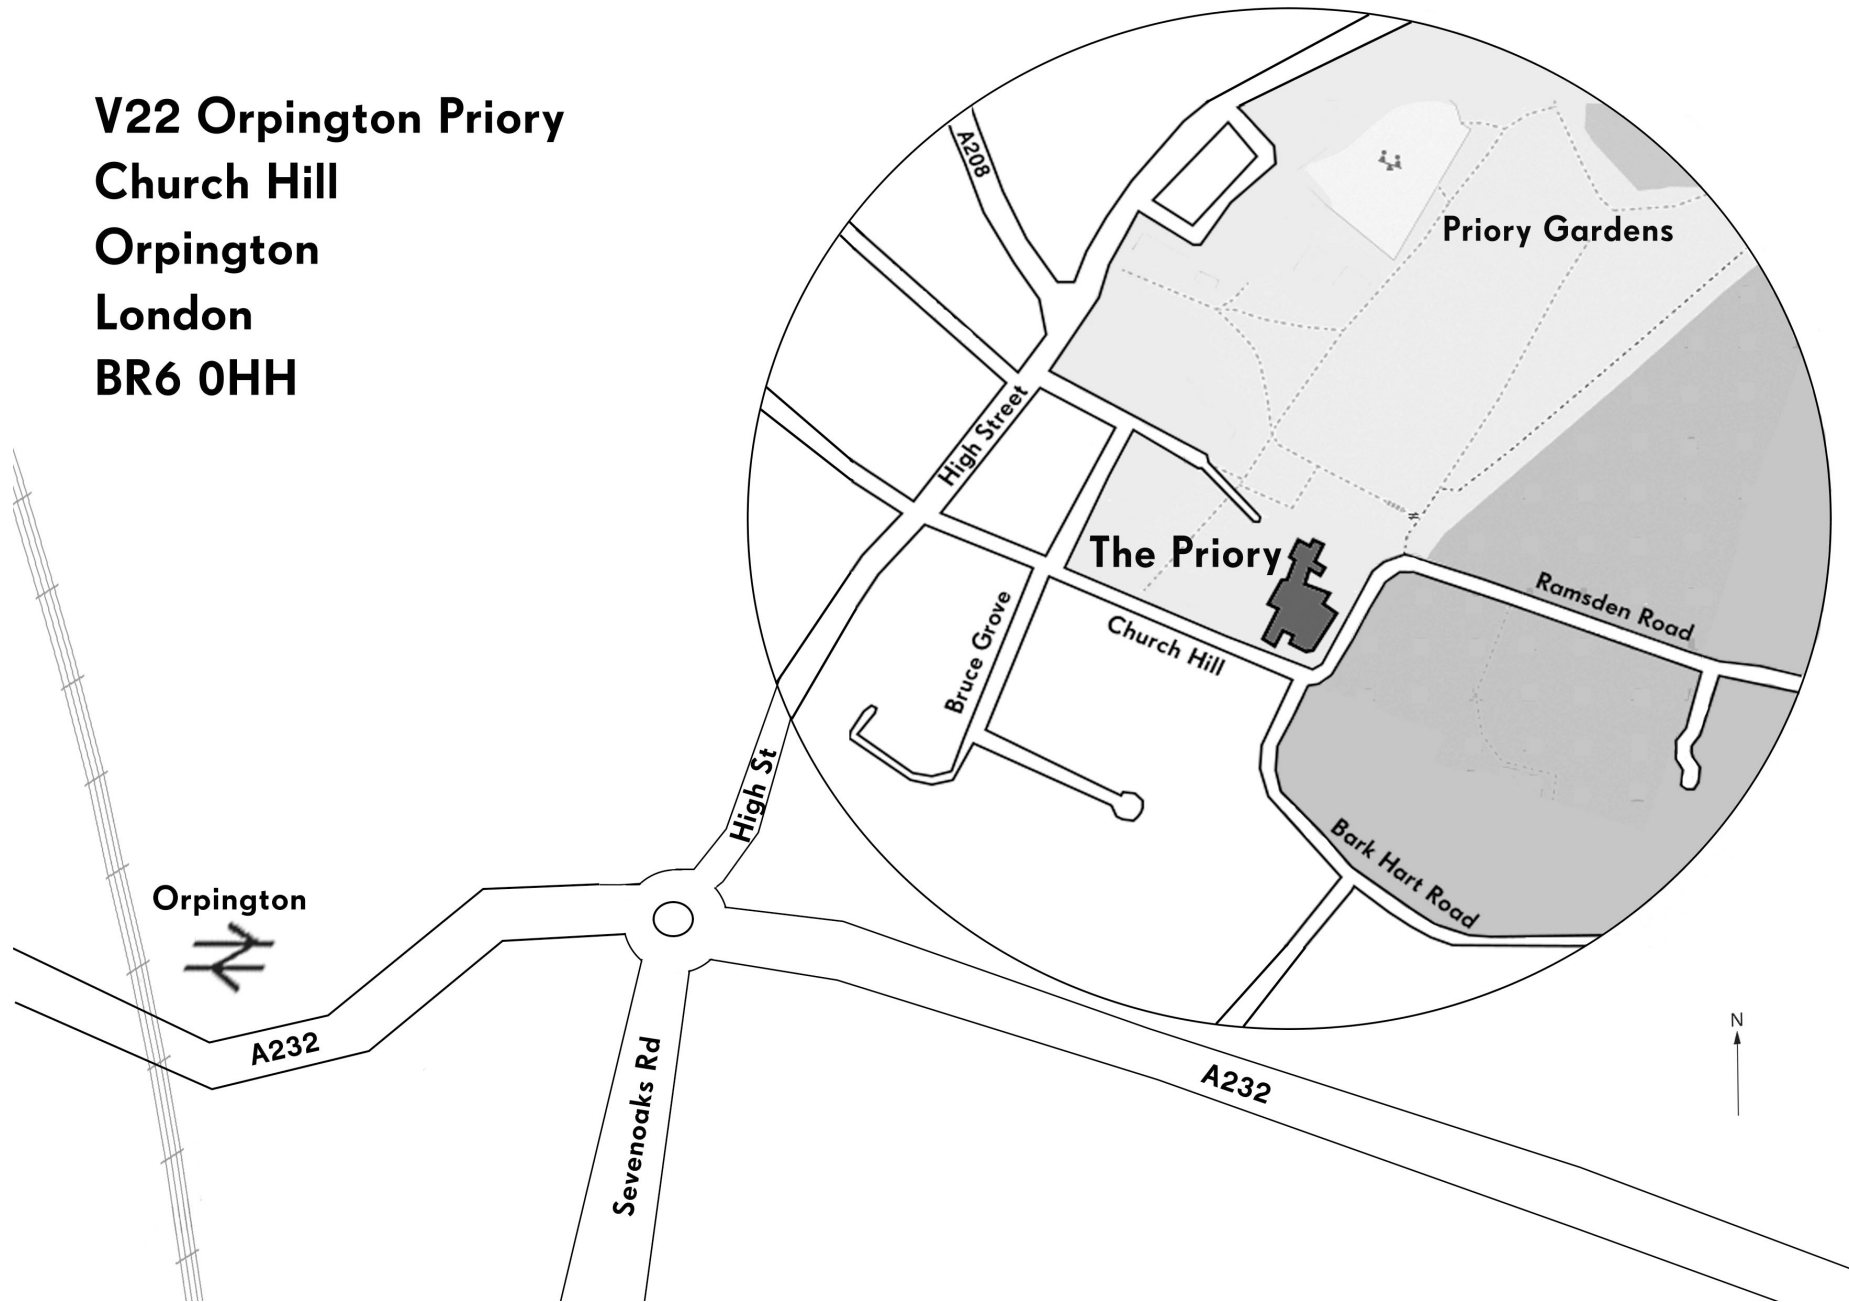 V22 Orpington Priory
Church Hill
Orpington
London
BR6 0HH
A208
Priory Gardens
High Street
The Priory
Ramsden Road
Church Hill
Bruce Grove
High St
Bark Hart Road
Orpington
A232
Sevenoaks Rd
A232
N